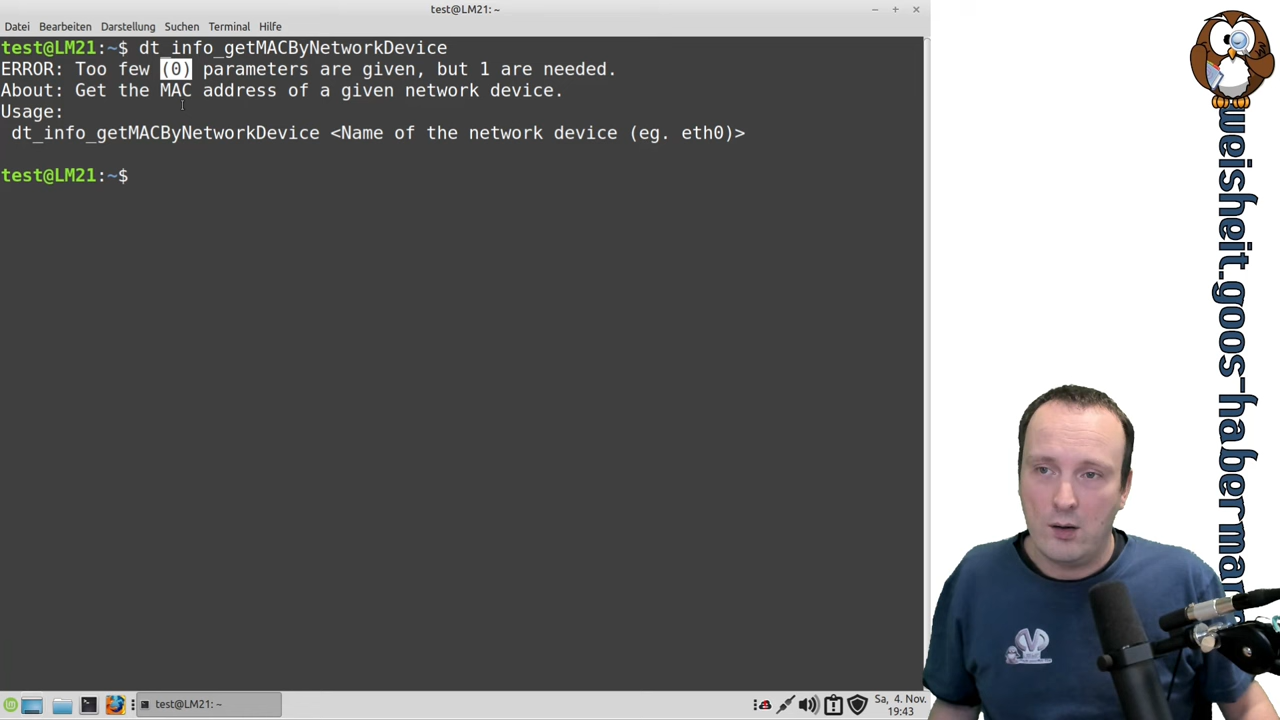 test@LM21: ~
Datei Bearbeiten Darstellung Suchen Terminal Hilfe
test@LM21:~$ dt_info_getMACByNetworkDevice
ERROR: Too few (0) parameters are given, but 1 are needed.
About: Get the MAC address of a given network device.
Usage:
dt_info_getMACByNetworkDevice <Name of the network device (eg. eth0)>
test@LM21:~$
test@LM21: ~
Sa, 4. Nov.
19:43
weisheit.goos-haberman